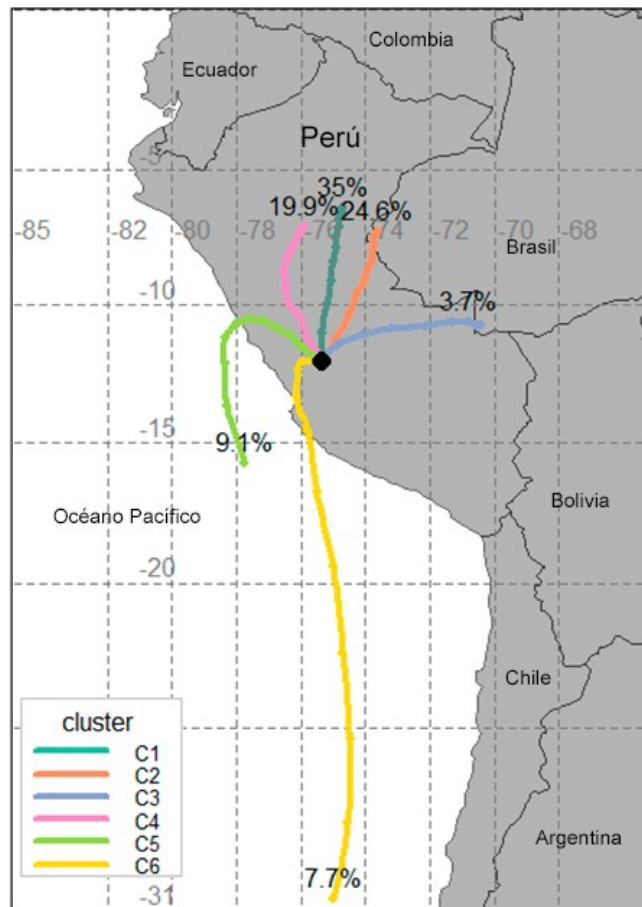 Colombia
Ecuador
Perú
-5
35%
19.9% 24.6%
-85 -82 -80 -78 -76 -74 -72 -70 -68
Brasil
3.7%
-10
-15
9.1%
Bolivia
Océano Pacífico
-20
Chile
cluster
C1
C2
C3
C4
C5
C6
Argentina
7.7%
-31